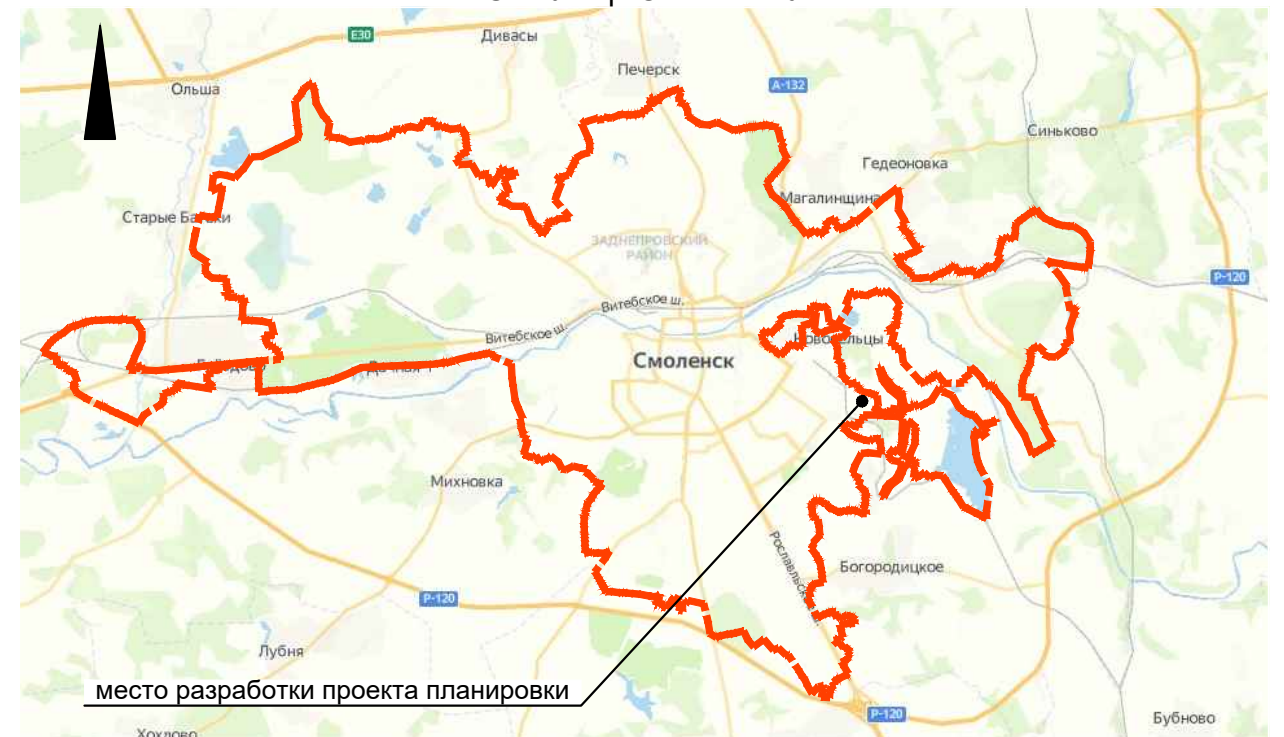 E30
Дивасы
Печерск
А-132
Ольша
Синьково
Гедеоновка
Магалинщина
Старые Батеки
ЗАДНЕПРОВСКИЙ
РАЙОН
Р-120
Витебское ш.
Витебское ш.
Смоленск
Михновка
Рославльское
Богородицкое
Р-120
Лубня
место разработки проекта планировки
Р-120
Бубново
Хохлово